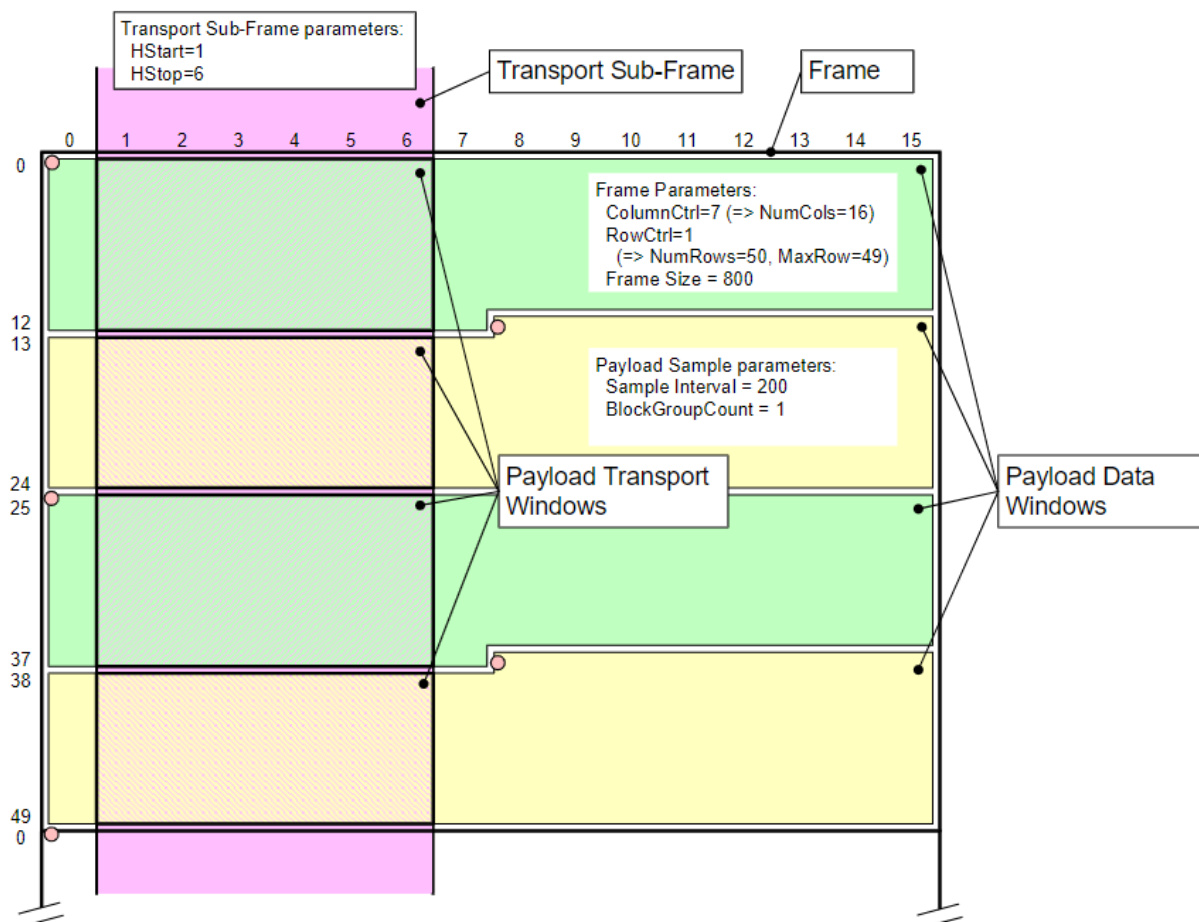 Transport Sub-Frame parameters:
HStart=1
HStop=6
Transport Sub-Frame
Frame
0 1 2 3 4 5 6 7 8 9 10 11 12 13 14 15
0
Frame Parameters:
ColumnCtrl=7 (=> NumCols=16)
RowCtrl=1
(=> NumRows=50, MaxRow=49)
Frame Size = 800
12
13
Payload Sample parameters:
Sample Interval = 200
BlockGroupCount = 1
Payload Transport
Windows
Payload Data
Windows
24
25
37
38
49
0